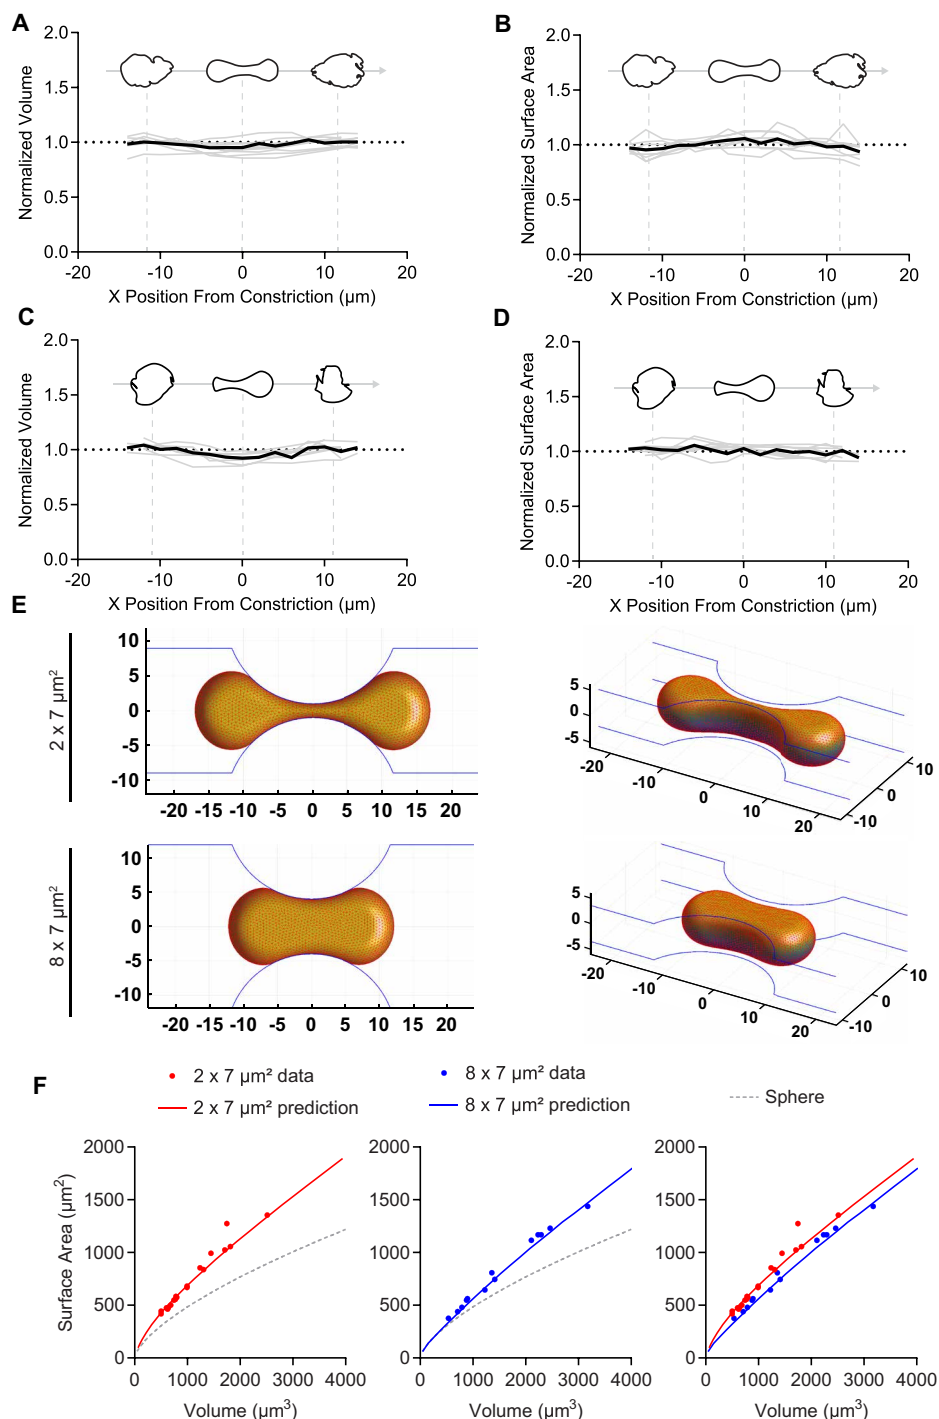 A
B
2.0
1.5
1.0
0.5
0.0
Normalized Volume
-20
-10
0
10
20
X Position From Constriction (µm)
2.0
1.5
1.0
0.5
0.0
Normalized Surface Area
-20
-10
0
10
20
X Position From Constriction (µm)
C
D
2.0
1.5
1.0
0.5
0.0
Normalized Volume
-20
-10
0
10
20
X Position From Constriction (µm)
2.0
1.5
1.0
0.5
0.0
Normalized Surface Area
-20
-10
0
10
20
X Position From Constriction (µm)
E
2 x 7 µm²
10
5
0
-5
-10
-20 -15 -10 -5 0 5 10 15 20
5
0
-5
-20
-10
0
10
20
-10
0
10
8 x 7 µm²
10
5
0
-5
-10
-20 -15 -10 -5 0 5 10 15 20
5
0
-5
-20
-10
0
10
20
-10
0
10
F
2 x 7 µm² data
2 x 7 µm² prediction
8 x 7 µm² data
8 x 7 µm² prediction
Sphere
Surface Area (µm²)
2000
1500
1000
500
0
0 1000 2000 3000 4000
Volume (µm³)
2000
1500
1000
500
0
0 1000 2000 3000 4000
Volume (µm³)
2000
1500
1000
500
0
0 1000 2000 3000 4000
Volume (µm³)